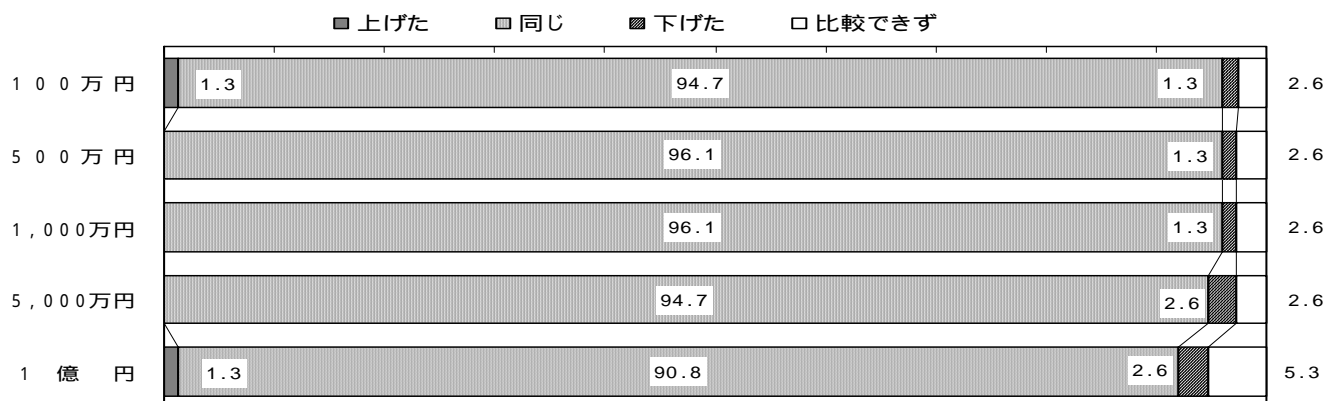 上げた 同じ 下げた 比較できず
100万円 1.3 94.7 1.3 2.6
500万円 96.1 1.3 2.6
1,000万円 96.1 1.3 2.6
5,000万円 94.7 2.6 2.6
1億円 1.3 90.8 2.6 5.3